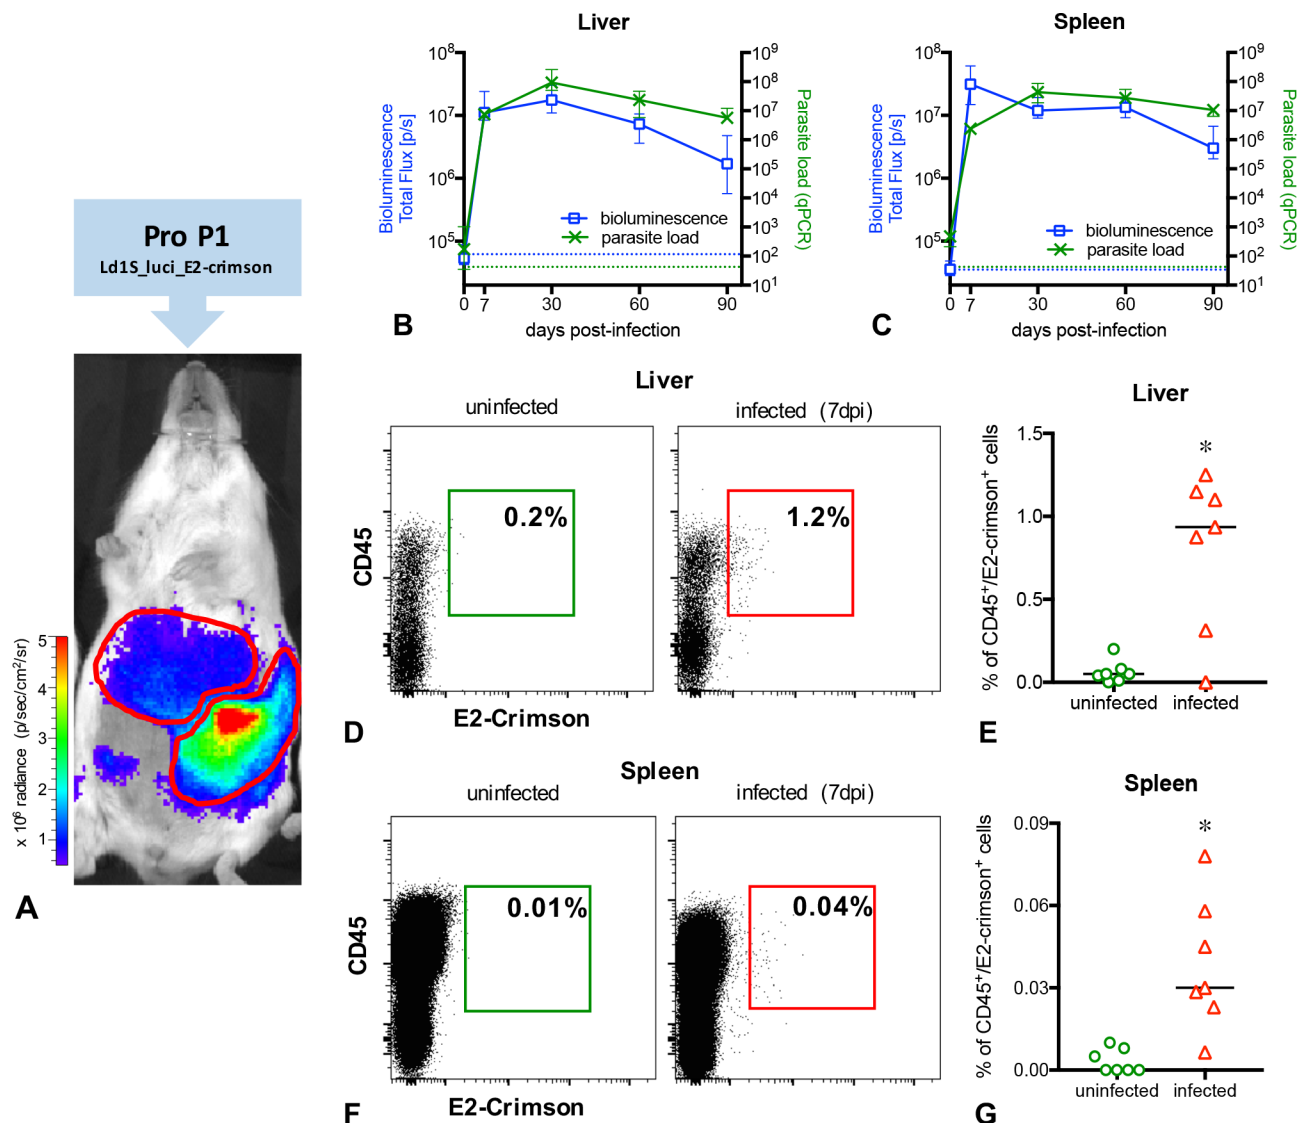 Pro P1
Ld1S_luci_E2-crimson
x 10⁶ radiance (p/sec/cm²/sr)
5
4
3
2
1
A
Liver
Bioluminescence
Total Flux [p/s]
10⁸
10⁷
10⁶
10⁵
10⁹
10⁸
10⁷
10⁶
10⁵
10⁴
10³
10²
10¹
Parasite load (qPCR)
bioluminescence
parasite load
0 7 30 60 90
days post-infection
B
Spleen
Bioluminescence
Total Flux [p/s]
10⁸
10⁷
10⁶
10⁵
10⁹
10⁸
10⁷
10⁶
10⁵
10⁴
10³
10²
10¹
Parasite load (qPCR)
bioluminescence
parasite load
0 7 30 60 90
days post-infection
C
Liver
uninfected
infected (7dpi)
CD45
0.2%
1.2%
E2-Crimson
D
Liver
% of CD45⁺/E2-crimson⁺ cells
1.5
1.0
0.5
0.0
*
uninfected infected
E
Spleen
uninfected
infected (7dpi)
CD45
0.01%
0.04%
E2-Crimson
F
Spleen
% of CD45⁺/E2-crimson⁺ cells
0.09
0.06
0.03
0.00
*
uninfected infected
G